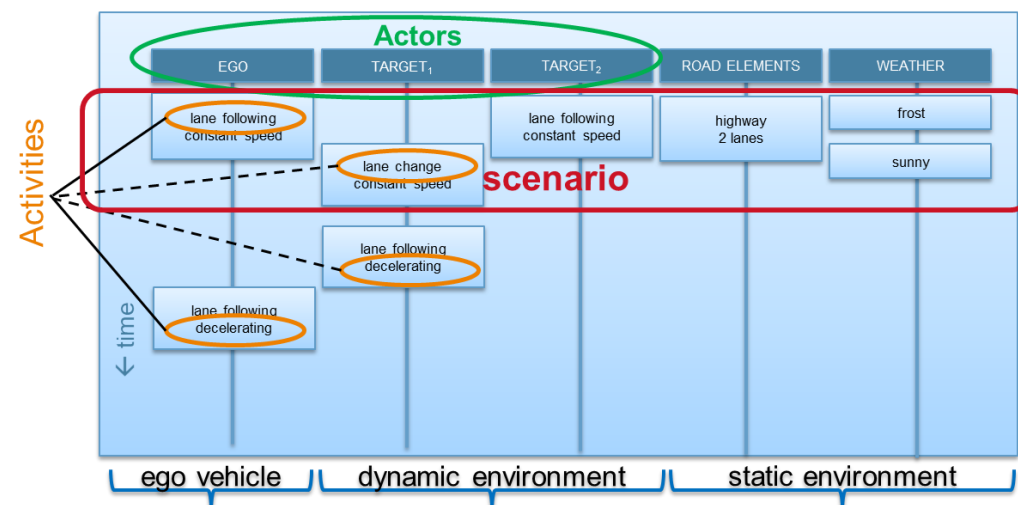 Actors
EGO
TARGET₁
TARGET₂
ROAD ELEMENTS
WEATHER
lane following
constant speed
lane change
constant speed
lane following
constant speed
highway
2 lanes
frost
sunny
scenario
Activities
lane following
decelerating
lane following
decelerating
← time
ego vehicle
dynamic environment
static environment